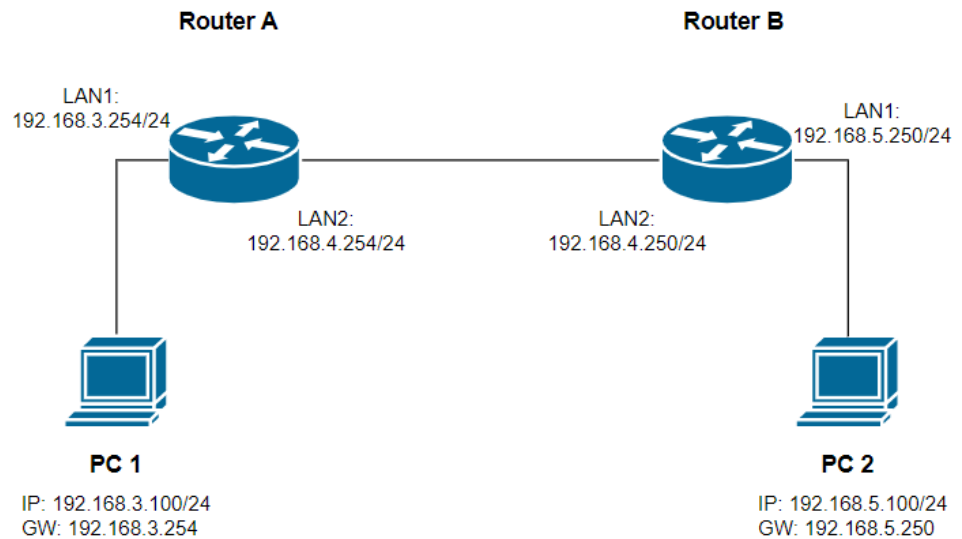 Router A
Router B
LAN1:
192.168.3.254/24
LAN1:
192.168.5.250/24
LAN2:
192.168.4.254/24
LAN2:
192.168.4.250/24
PC 1
IP: 192.168.3.100/24
GW: 192.168.3.254
PC 2
IP: 192.168.5.100/24
GW: 192.168.5.250